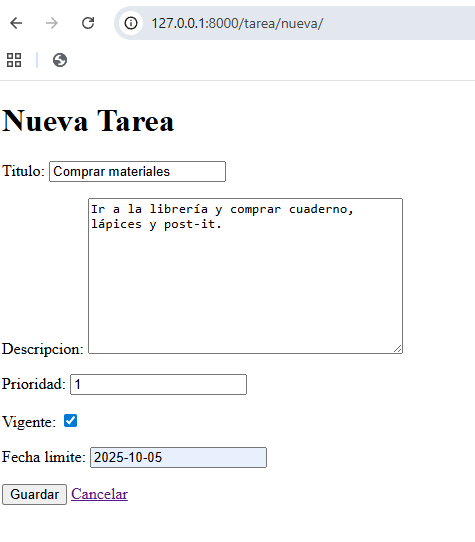 127.0.0.1:8000/tarea/nueva/
Nueva Tarea
Titulo: Comprar materiales
Ir a la librería y comprar cuaderno,
lápices y post-it.
Descripcion:
Prioridad: 1
Vigente:
Fecha limite: 2025-10-05
Guardar Cancelar